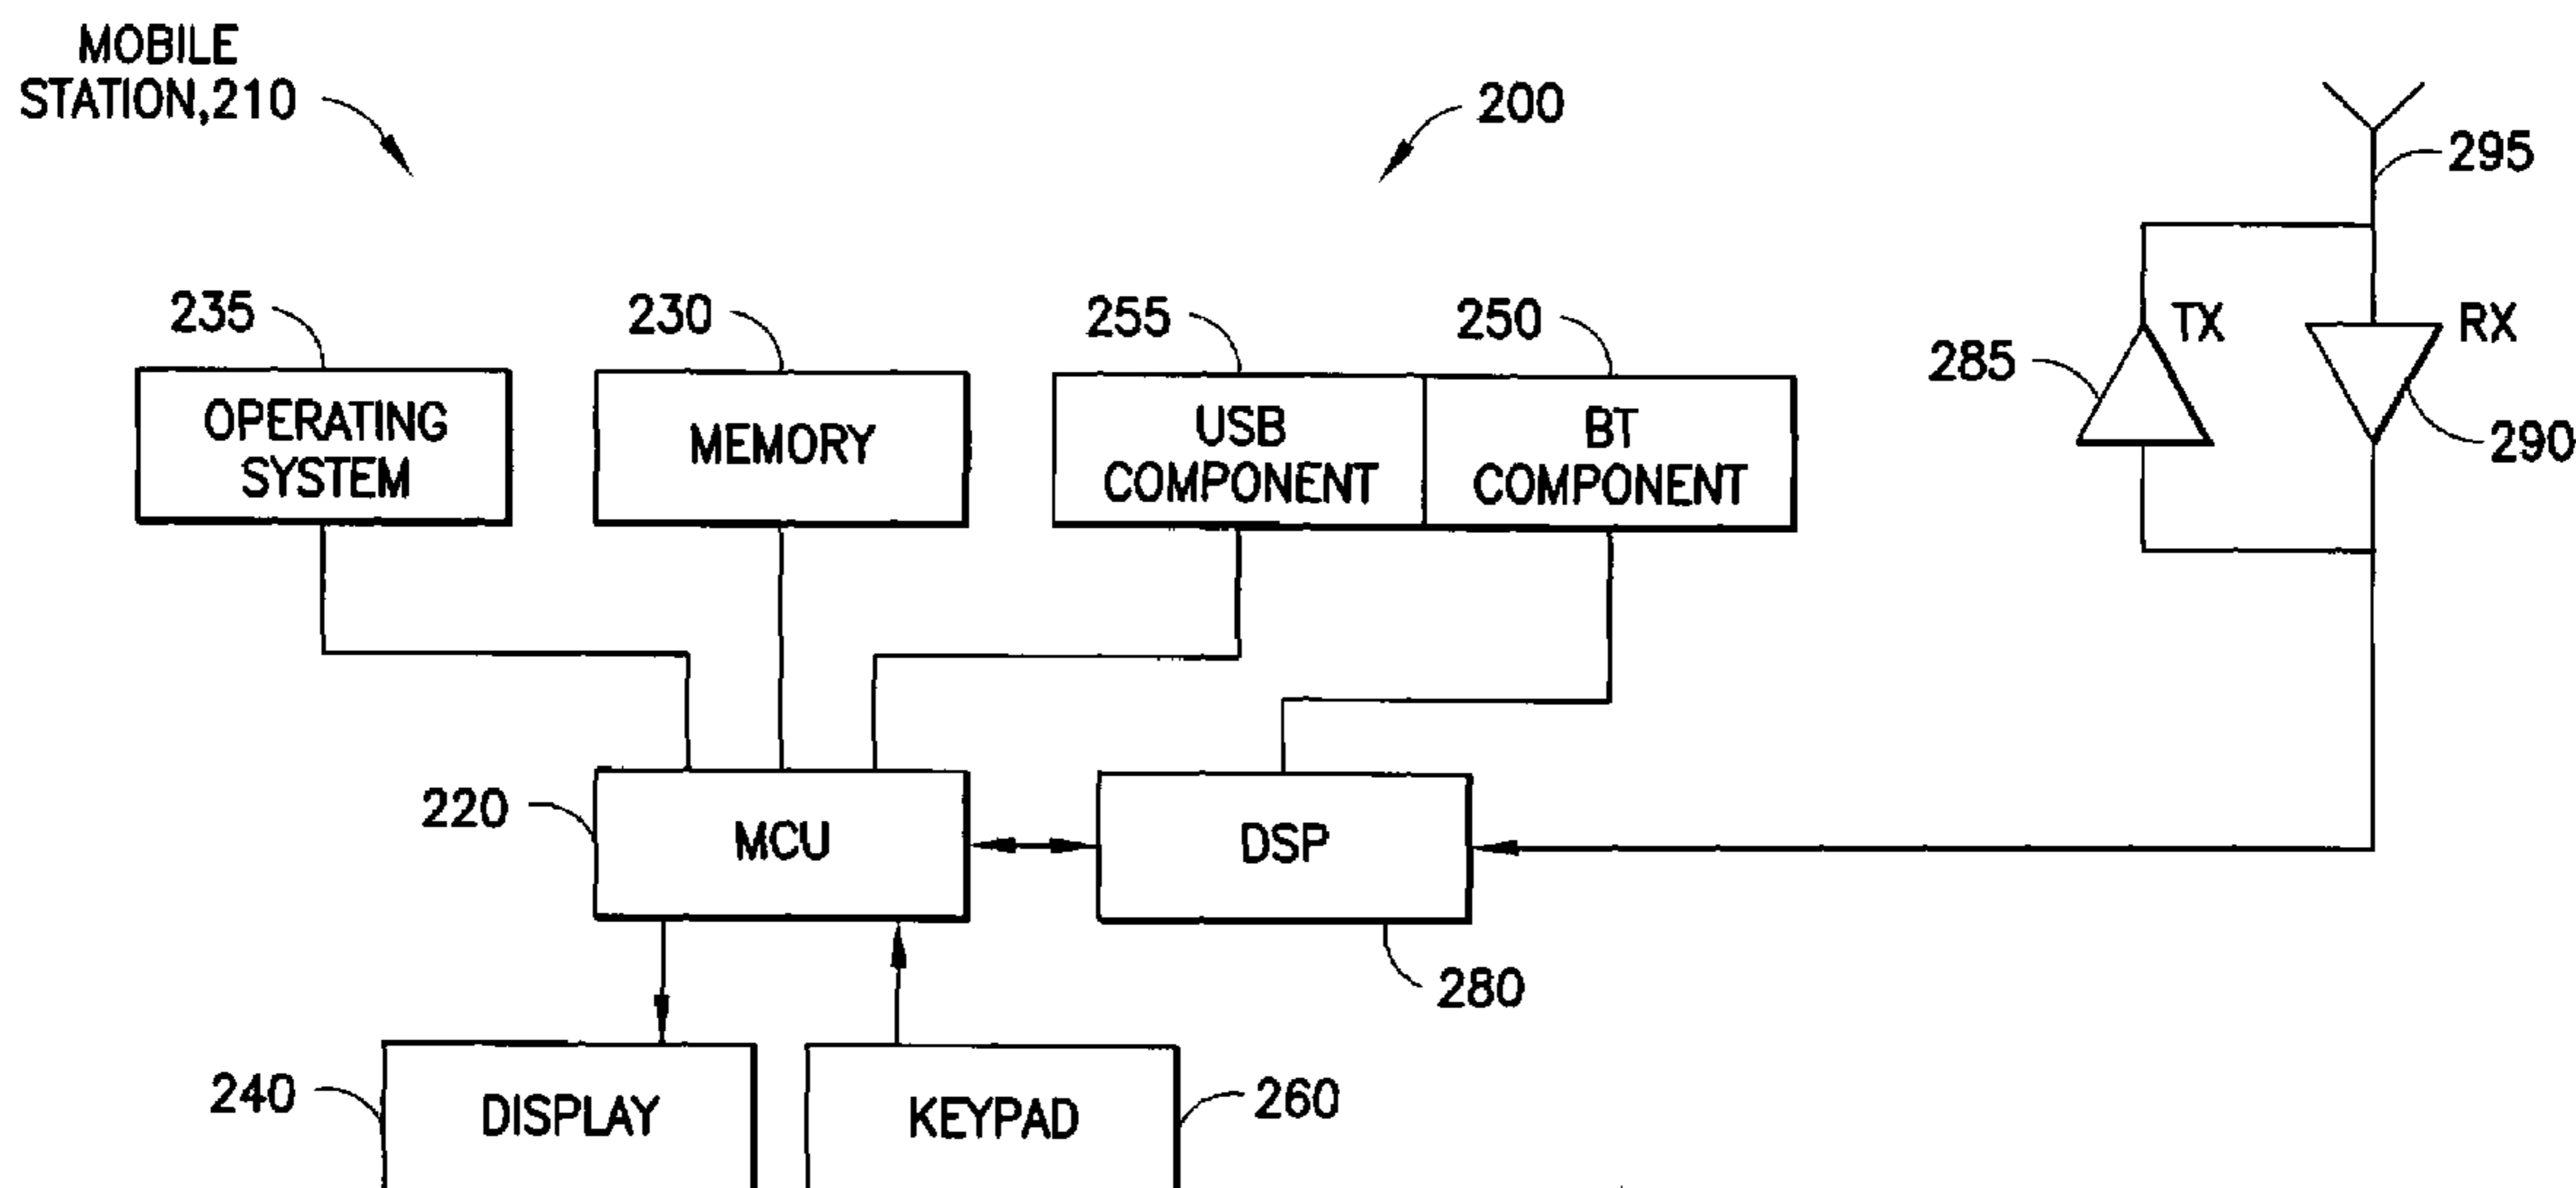 MOBILE
STATION,210
200
295
235
230
255
250
TX
RX
285
290
OPERATING
SYSTEM
MEMORY
USB
COMPONENT
BT
COMPONENT
220
MCU
DSP
280
240
DISPLAY
KEYPAD
260